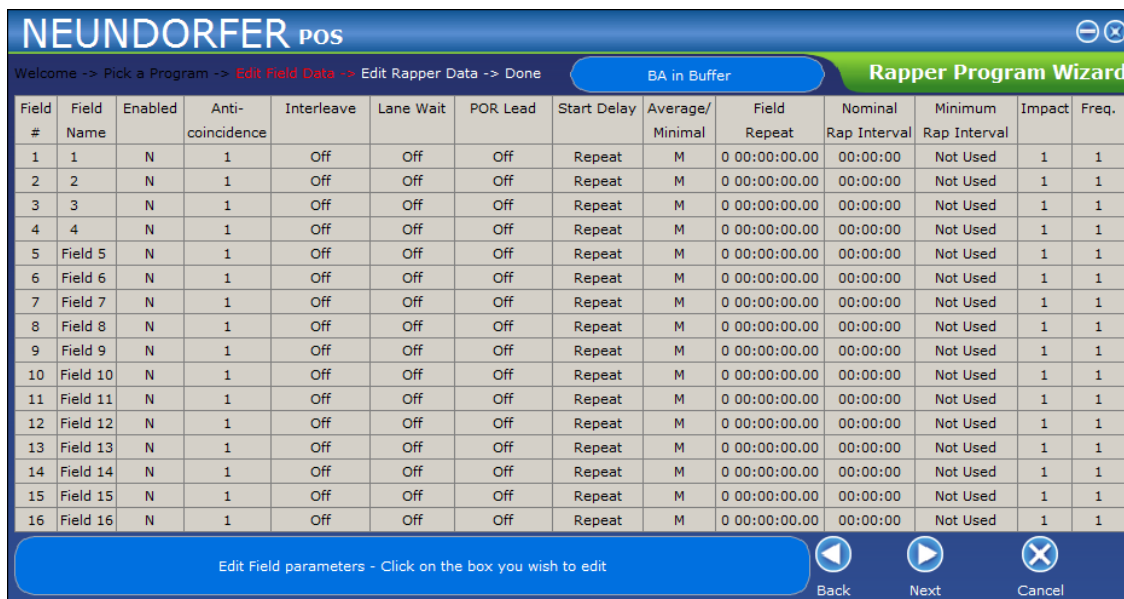 NEUNDORFER POS
Welcome -> Pick a Program -> Edit Field Data -> Edit Rapper Data -> Done
BA in Buffer
Rapper Program Wizard
Field # Field Name Enabled Anti-coincidence Interleave Lane Wait POR Lead Start Delay Average/Minimal Field Repeat Nominal Rap Interval Minimum Rap Interval Impact Freq.
1 1 N 1 Off Off Off Repeat M 0 00:00:00.00 00:00:00 Not Used 1 1
2 2 N 1 Off Off Off Repeat M 0 00:00:00.00 00:00:00 Not Used 1 1
3 3 N 1 Off Off Off Repeat M 0 00:00:00.00 00:00:00 Not Used 1 1
4 4 N 1 Off Off Off Repeat M 0 00:00:00.00 00:00:00 Not Used 1 1
5 Field 5 N 1 Off Off Off Repeat M 0 00:00:00.00 00:00:00 Not Used 1 1
6 Field 6 N 1 Off Off Off Repeat M 0 00:00:00.00 00:00:00 Not Used 1 1
7 Field 7 N 1 Off Off Off Repeat M 0 00:00:00.00 00:00:00 Not Used 1 1
8 Field 8 N 1 Off Off Off Repeat M 0 00:00:00.00 00:00:00 Not Used 1 1
9 Field 9 N 1 Off Off Off Repeat M 0 00:00:00.00 00:00:00 Not Used 1 1
10 Field 10 N 1 Off Off Off Repeat M 0 00:00:00.00 00:00:00 Not Used 1 1
11 Field 11 N 1 Off Off Off Repeat M 0 00:00:00.00 00:00:00 Not Used 1 1
12 Field 12 N 1 Off Off Off Repeat M 0 00:00:00.00 00:00:00 Not Used 1 1
13 Field 13 N 1 Off Off Off Repeat M 0 00:00:00.00 00:00:00 Not Used 1 1
14 Field 14 N 1 Off Off Off Repeat M 0 00:00:00.00 00:00:00 Not Used 1 1
15 Field 15 N 1 Off Off Off Repeat M 0 00:00:00.00 00:00:00 Not Used 1 1
16 Field 16 N 1 Off Off Off Repeat M 0 00:00:00.00 00:00:00 Not Used 1 1
Edit Field parameters - Click on the box you wish to edit
Back Next Cancel